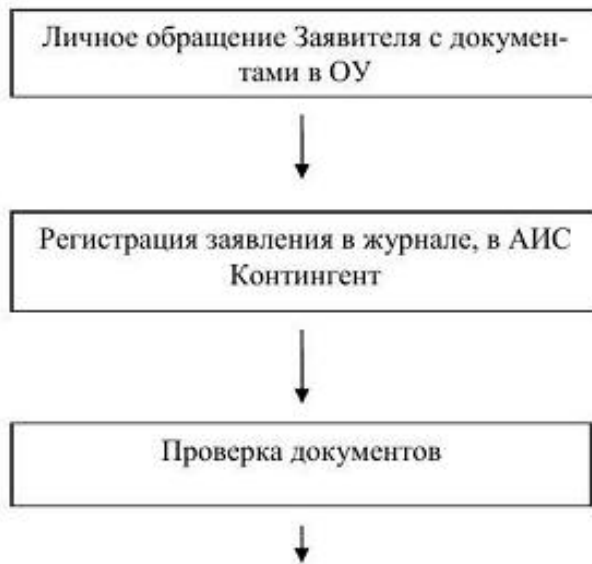 Личное обращение Заявителя с докумен-
тами в ОУ
Регистрация заявления в журнале, в АИС
Контингент
Проверка документов